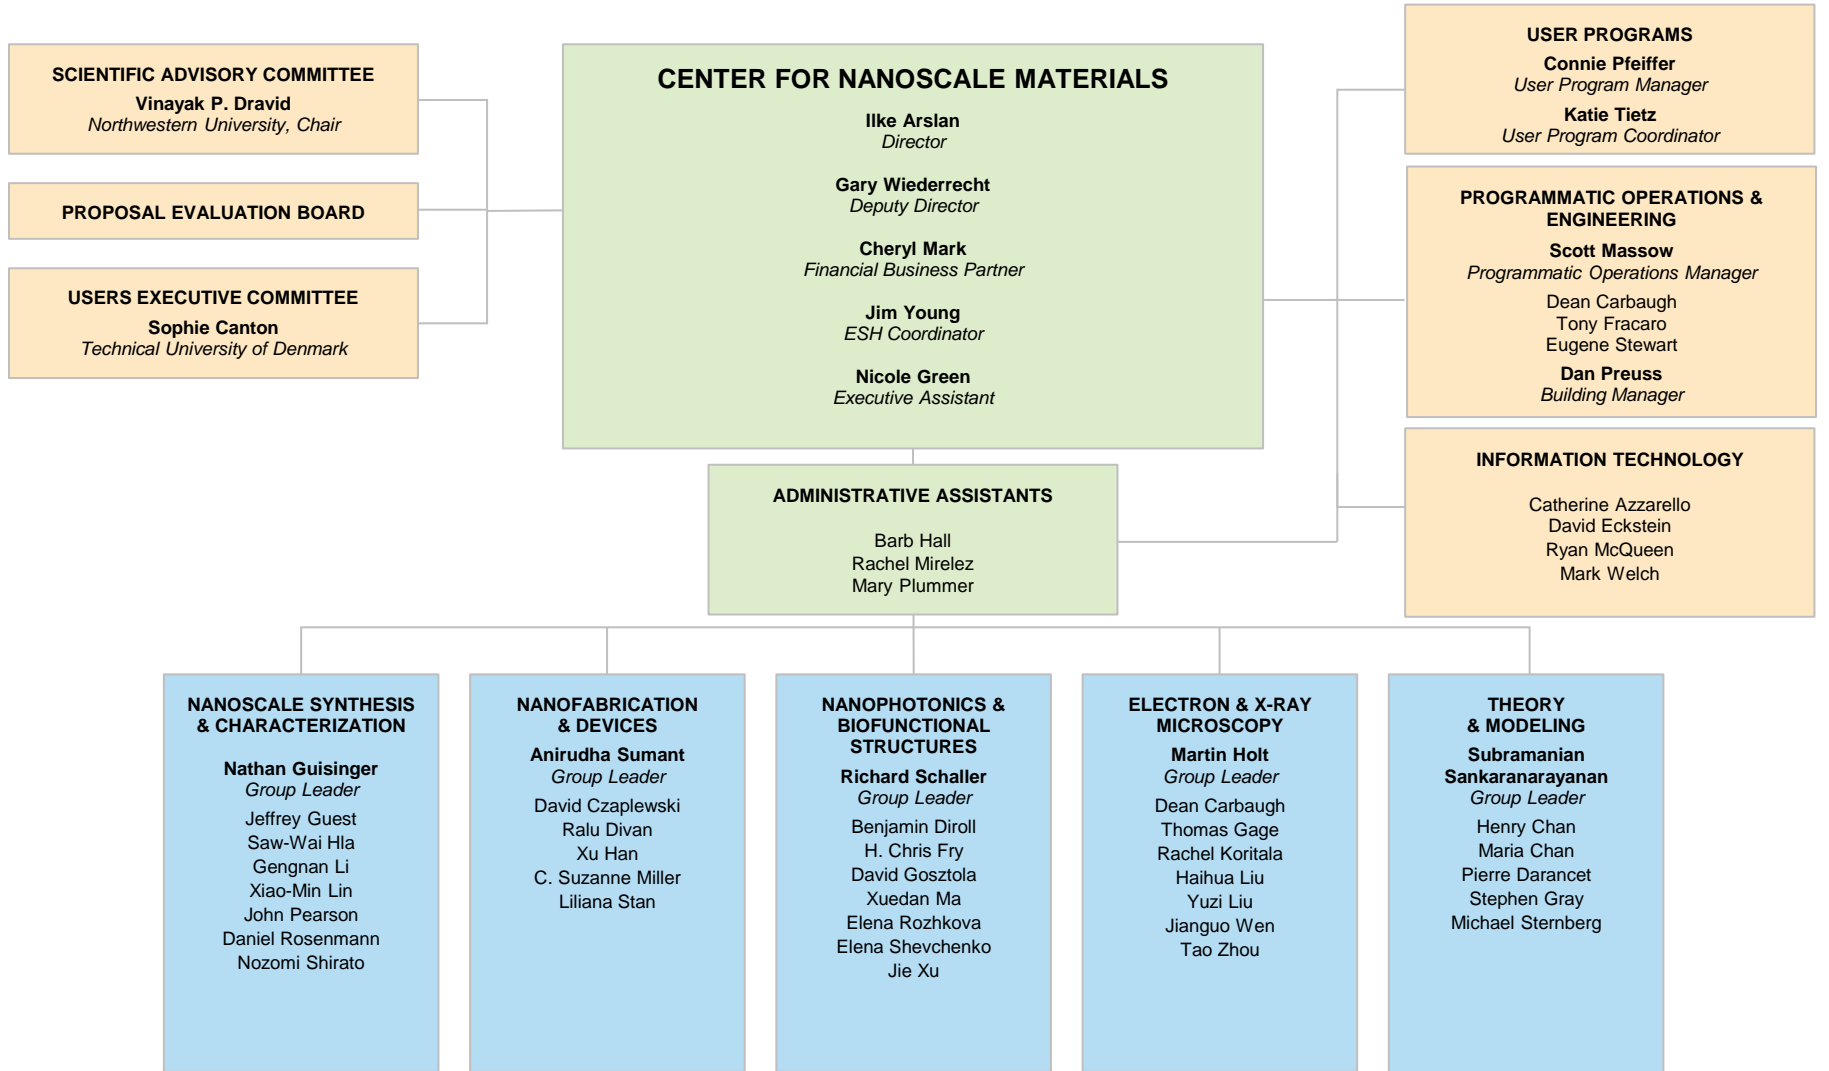 SCIENTIFIC ADVISORY COMMITTEE
Vinayak P. Dravid
Northwestern University, Chair
PROPOSAL EVALUATION BOARD
USERS EXECUTIVE COMMITTEE
Sophie Canton
Technical University of Denmark
CENTER FOR NANOSCALE MATERIALS
Ilke Arslan
Director
Gary Wiederrecht
Deputy Director
Cheryl Mark
Financial Business Partner
Jim Young
ESH Coordinator
Nicole Green
Executive Assistant
USER PROGRAMS
Connie Pfeiffer
User Program Manager
Katie Tietz
User Program Coordinator
PROGRAMMATIC OPERATIONS &
ENGINEERING
Scott Massow
Programmatic Operations Manager
Dean Carbaugh
Tony Fracaro
Eugene Stewart
Dan Preuss
Building Manager
INFORMATION TECHNOLOGY
Catherine Azzarello
David Eckstein
Ryan McQueen
Mark Welch
ADMINISTRATIVE ASSISTANTS
Barb Hall
Rachel Mirelez
Mary Plummer
NANOSCALE SYNTHESIS
& CHARACTERIZATION
Nathan Guisinger
Group Leader
Jeffrey Guest
Saw-Wai Hla
Gengnan Li
Xiao-Min Lin
John Pearson
Daniel Rosenmann
Nozomi Shirato
NANOFABRICATION
& DEVICES
Anirudha Sumant
Group Leader
David Czaplewski
Ralu Divan
Xu Han
C. Suzanne Miller
Liliana Stan
NANOPHOTONICS &
BIOFUNCTIONAL
STRUCTURES
Richard Schaller
Group Leader
Benjamin Diroll
H. Chris Fry
David Gosztola
Xuedan Ma
Elena Rozhkova
Elena Shevchenko
Jie Xu
ELECTRON & X-RAY
MICROSCOPY
Martin Holt
Group Leader
Dean Carbaugh
Thomas Gage
Rachel Koritala
Haihua Liu
Yuzi Liu
Jianguo Wen
Tao Zhou
THEORY
& MODELING
Subramanian
Sankaranarayanan
Group Leader
Henry Chan
Maria Chan
Pierre Darancet
Stephen Gray
Michael Sternberg